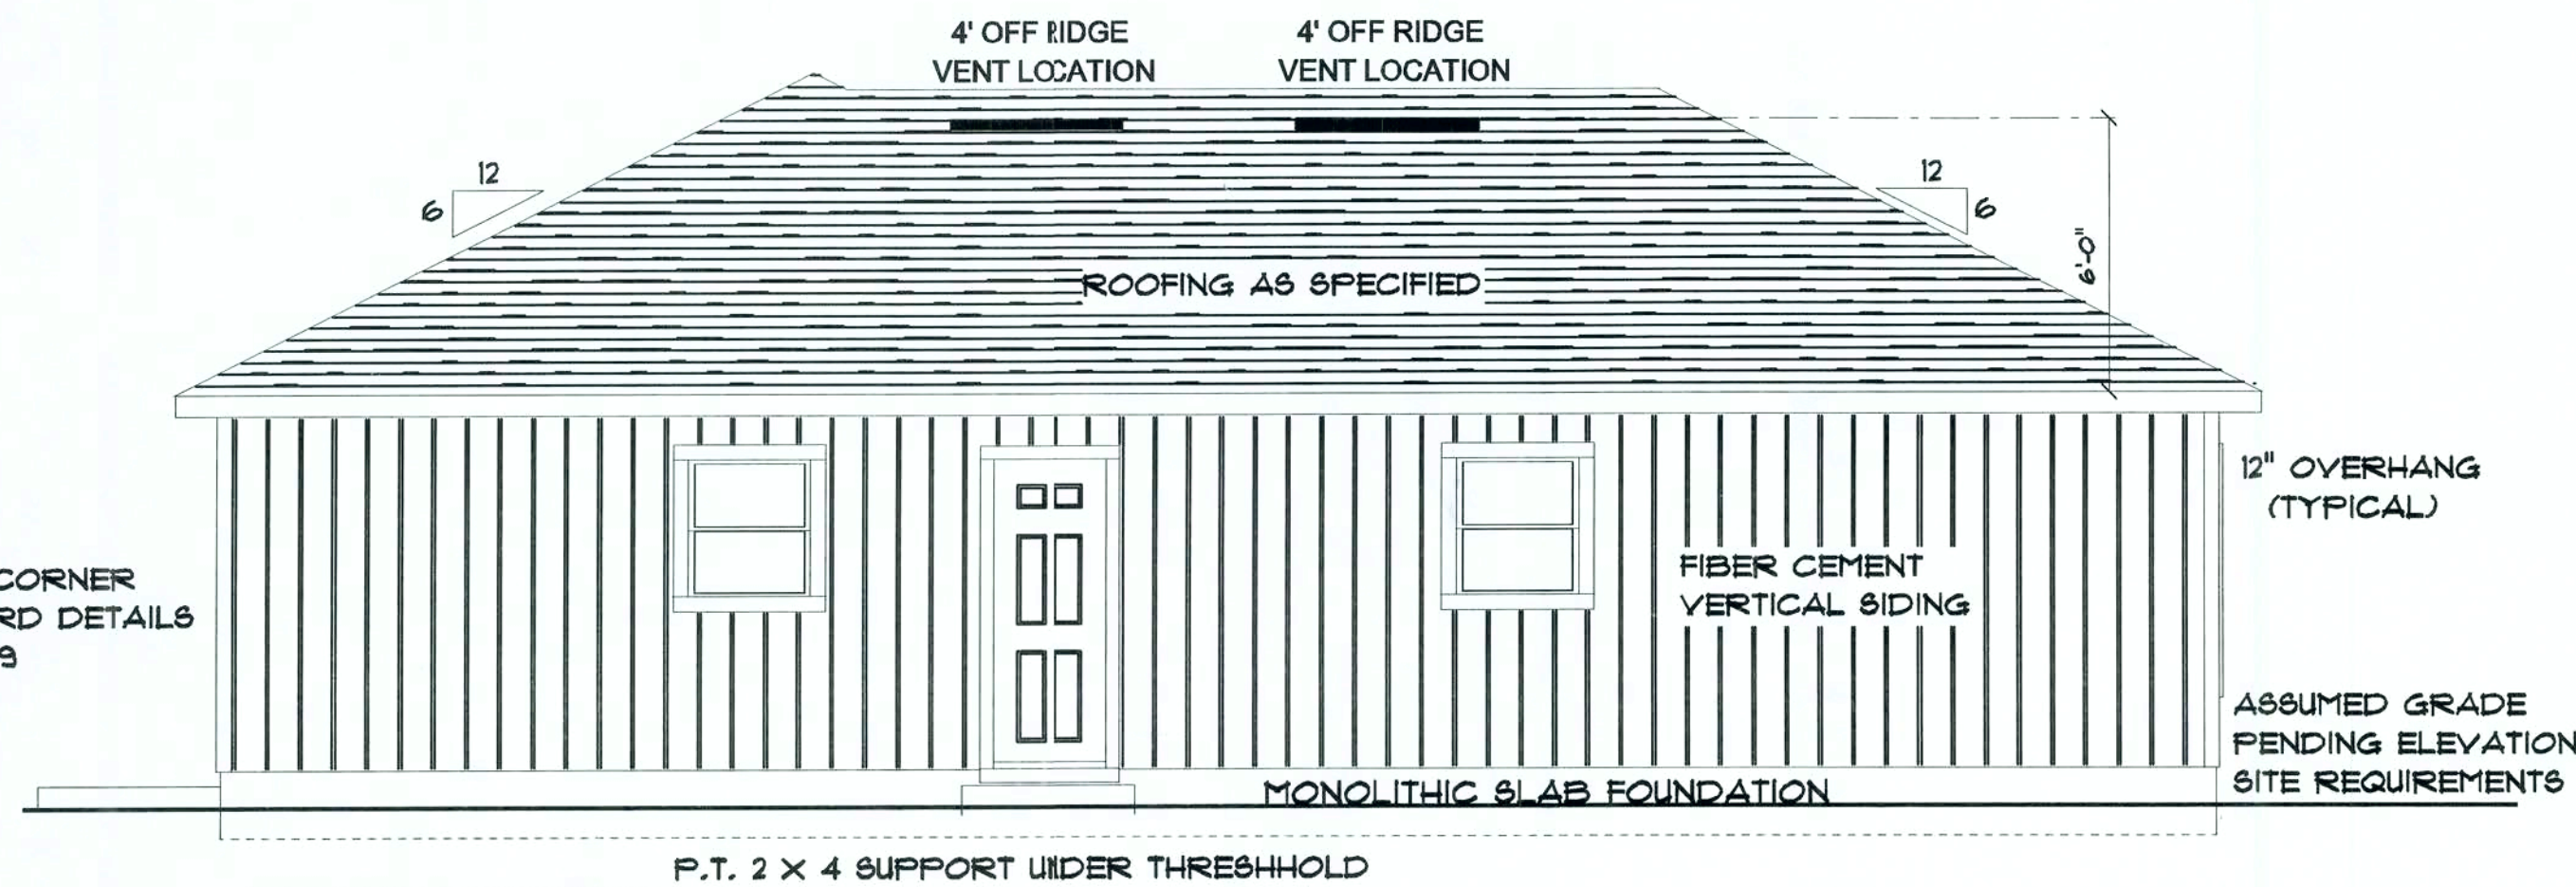 4' OFF RIDGE
VENT LOCATION
4' OFF RIDGE
VENT LOCATION
12
6
12
6
6'-0"
ROOFING AS SPECIFIED
12" OVERHANG
(TYPICAL)
FIBER CEMENT
VERTICAL SIDING
CORNER
RD DETAILS
9
ASSUMED GRADE
PENDING ELEVATION
SITE REQUIREMENTS
MONOLITHIC SLAB FOUNDATION
P.T. 2 X 4 SUPPORT UNDER THRESHHOLD